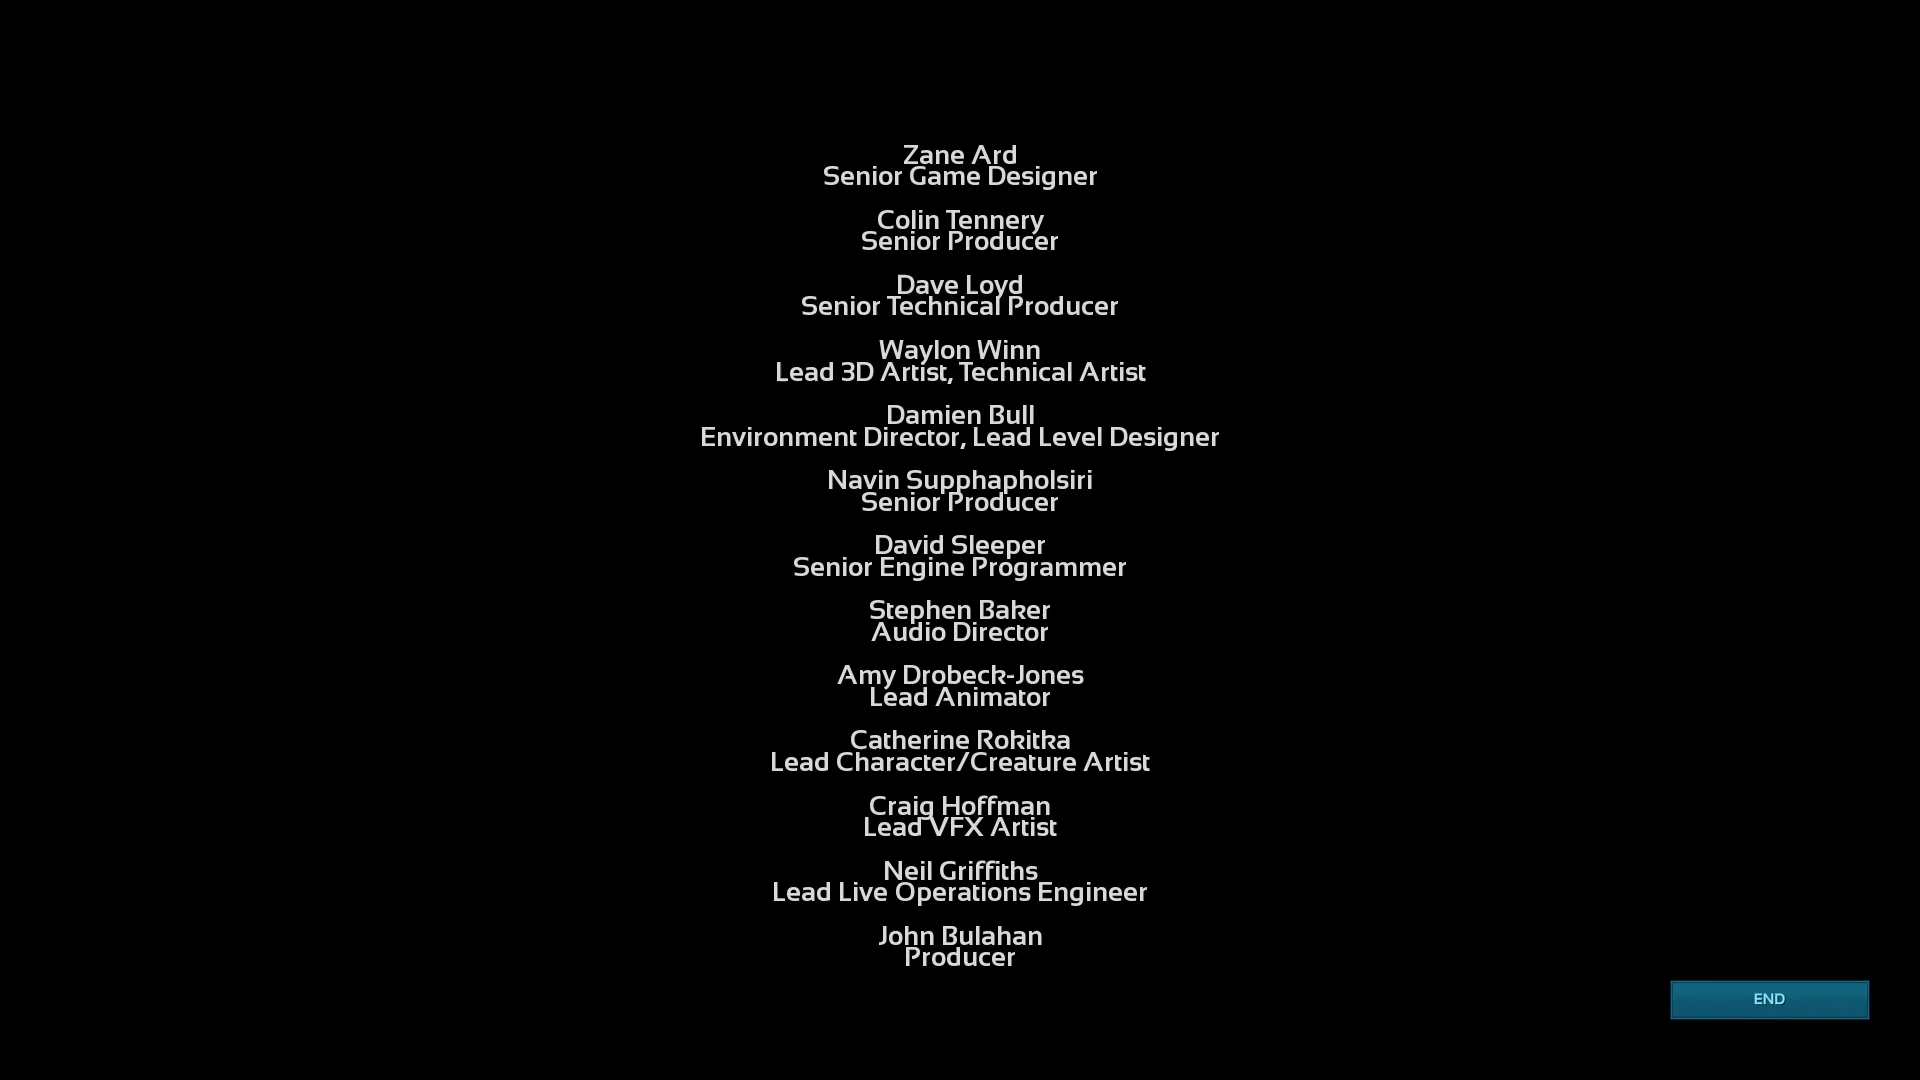 Zane Ard
Senior Game Designer
Colin Tennery
Senior Producer
Dave Loyd
Senior Technical Producer
Waylon Winn
Lead 3D Artist, Technical Artist
Damien Bull
Environment Director, Lead Level Designer
Navin Supphapholsiri
Senior Producer
David Sleeper
Senior Engine Programmer
Stephen Baker
Audio Director
Amy Drobeck-Jones
Lead Animator
Catherine Rokitka
Lead Character/Creature Artist
Craig Hoffman
Lead VFX Artist
Neil Griffiths
Lead Live Operations Engineer
John Bulahan
Producer
END